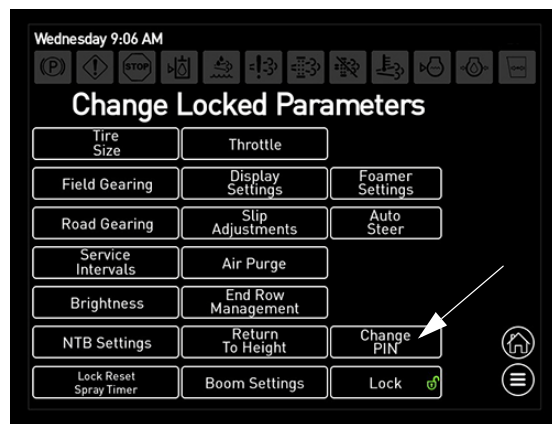 Wednesday 9:06 AM
(P) STOP
Change Locked Parameters
Tire
Size
Throttle
Field Gearing
Display
Settings
Foamer
Settings
Road Gearing
Slip
Adjustments
Auto
Steer
Service
Intervals
Air Purge
Brightness
End Row
Management
NTB Settings
Return
To Height
Change
PIN
Lock Reset
Spray Timer
Boom Settings
Lock